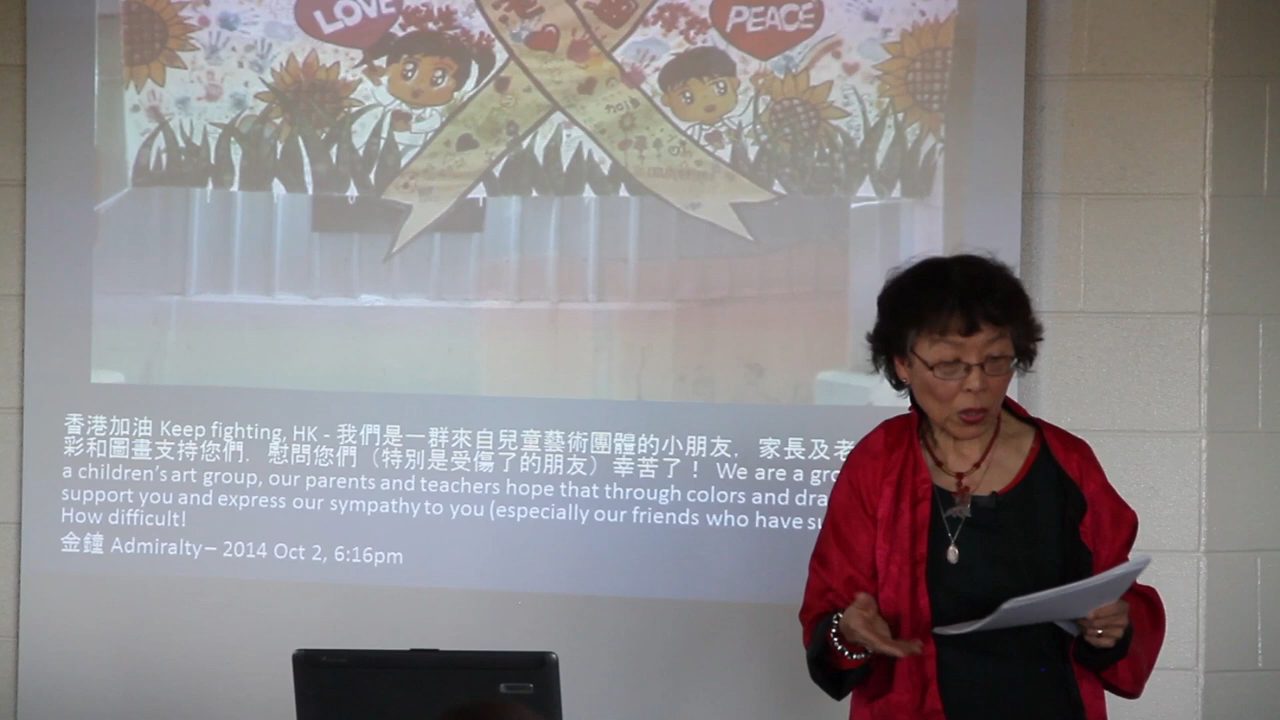 LOVE
PEACE
香港加油 Keep fighting, HK - 我們是一群來自兒童藝術團體的小朋友，家長及老
彩和圖畫支持您們，慰問您們（特別是受傷了的朋友）辛苦了！ We are a gro
a children's art group, our parents and teachers hope that through colors and dra
support you and express our sympathy to you (especially our friends who have su
How difficult!
金鐘 Admiralty – 2014 Oct 2, 6:16pm